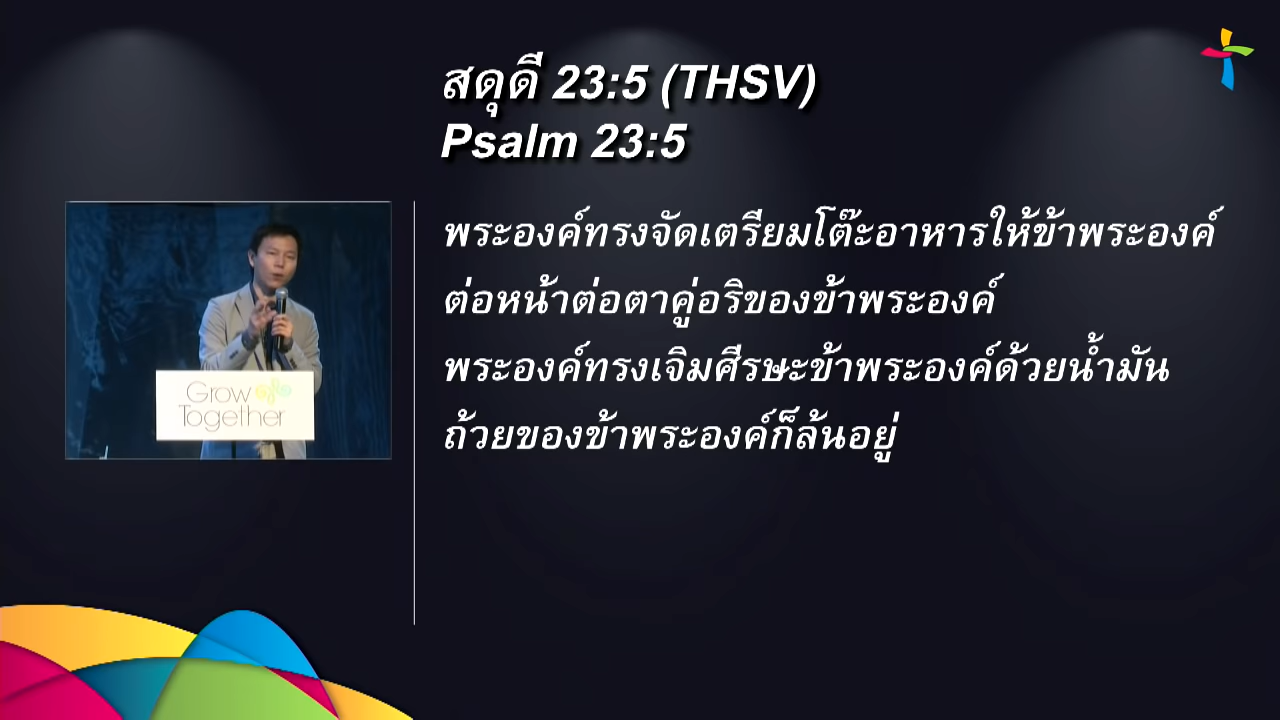 สดุดี 23:5 (THSV)
Psalm 23:5
พระองค์ทรงจัดเตรียมโต๊ะอาหารให้ข้าพระองค์
ต่อหน้าต่อตาคู่อริของข้าพระองค์
พระองค์ทรงเจิมศีรษะข้าพระองค์ด้วยน้ำมัน
ถ้วยของข้าพระองค์ก็ล้นอยู่
Grow
Together